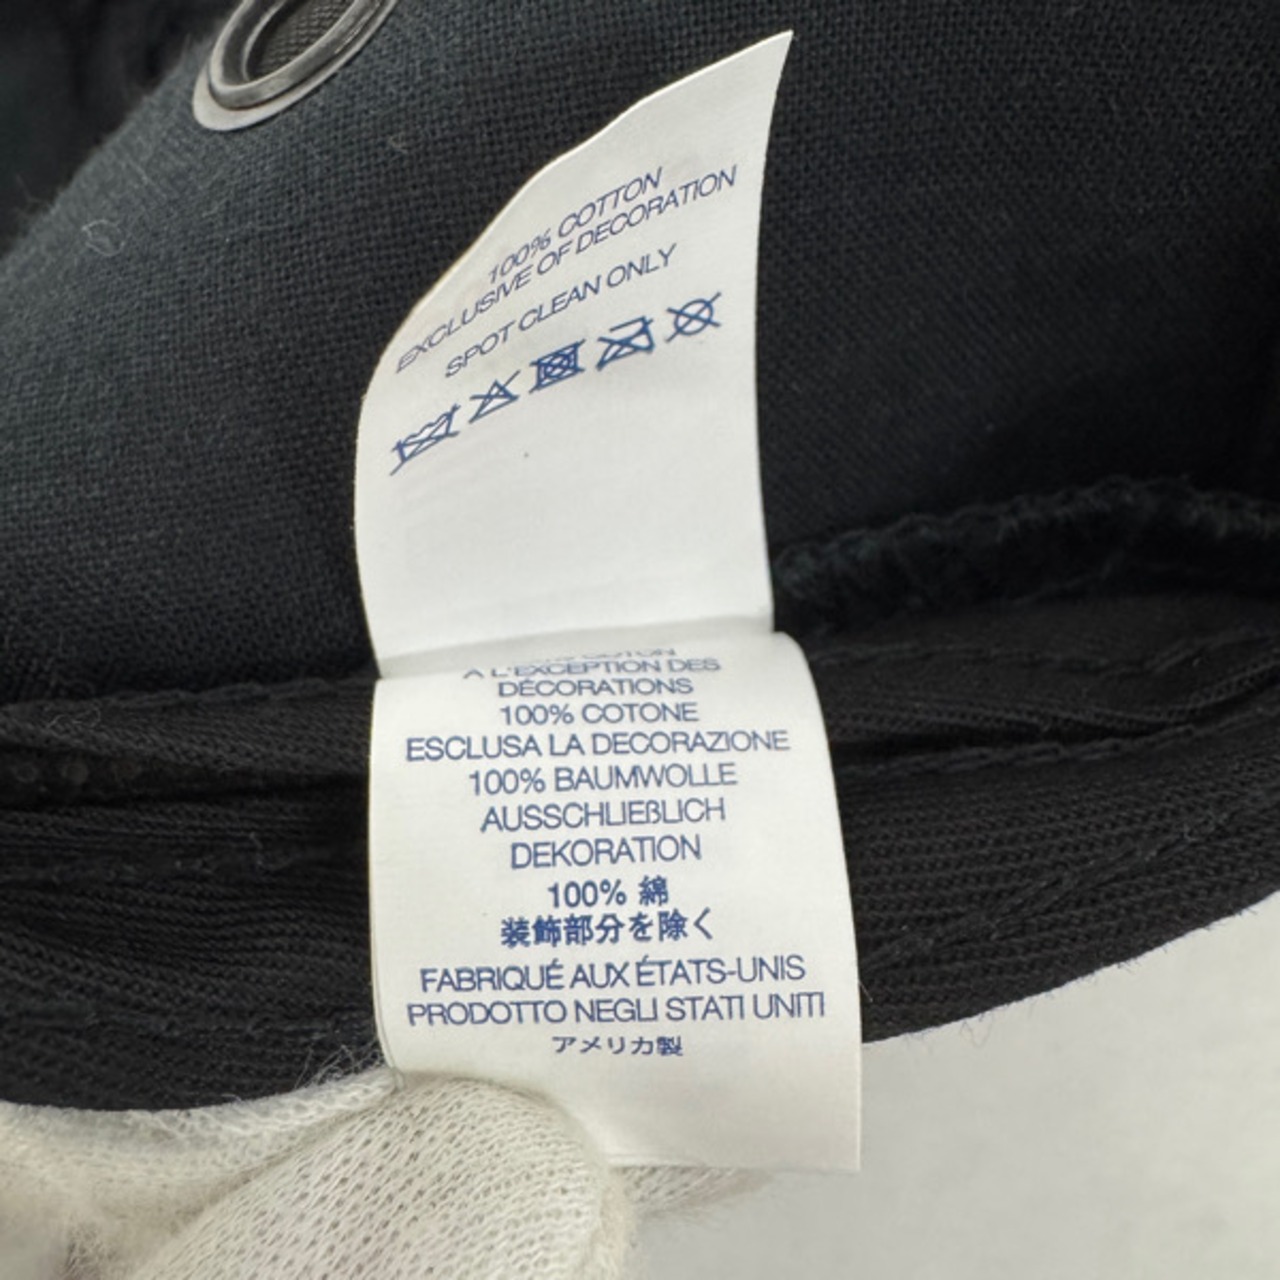 100% COTTON
EXCLUSIVE OF DECORATION
SPOT CLEAN ONLY
À L'EXCEPTION DES
DÉCORATIONS
100% COTONE
ESCLUSA LA DECORAZIONE
100% BAUMWOLLE
AUSSCHLIEßLICH
DEKORATION
100% 綿
装飾部分を除く
FABRIQUÉ AUX ÉTATS-UNIS
PRODOTTO NEGLI STATI UNITI
アメリカ製